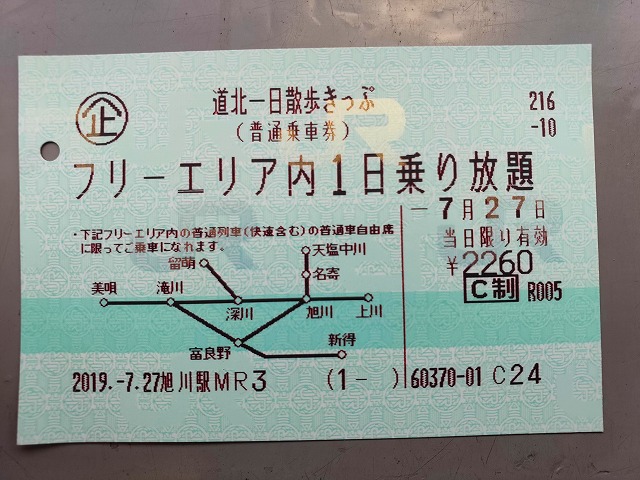 企
道北一日散歩きっぷ
216
(普通乗車券)
-10
フリーエリア内1日乗り放題
-7月27日
・下記フリーエリア内の普通列車(快速含む)の普通車自由席
に限ってご乗車になれます。
当日限り有効
¥2260
C制 R005
天塩中川
留萌
名寄
美唄
滝川
深川
旭川
上川
富良野
新得
2019.-7.27旭川駅MR3 (1- ) 60370-01 C24